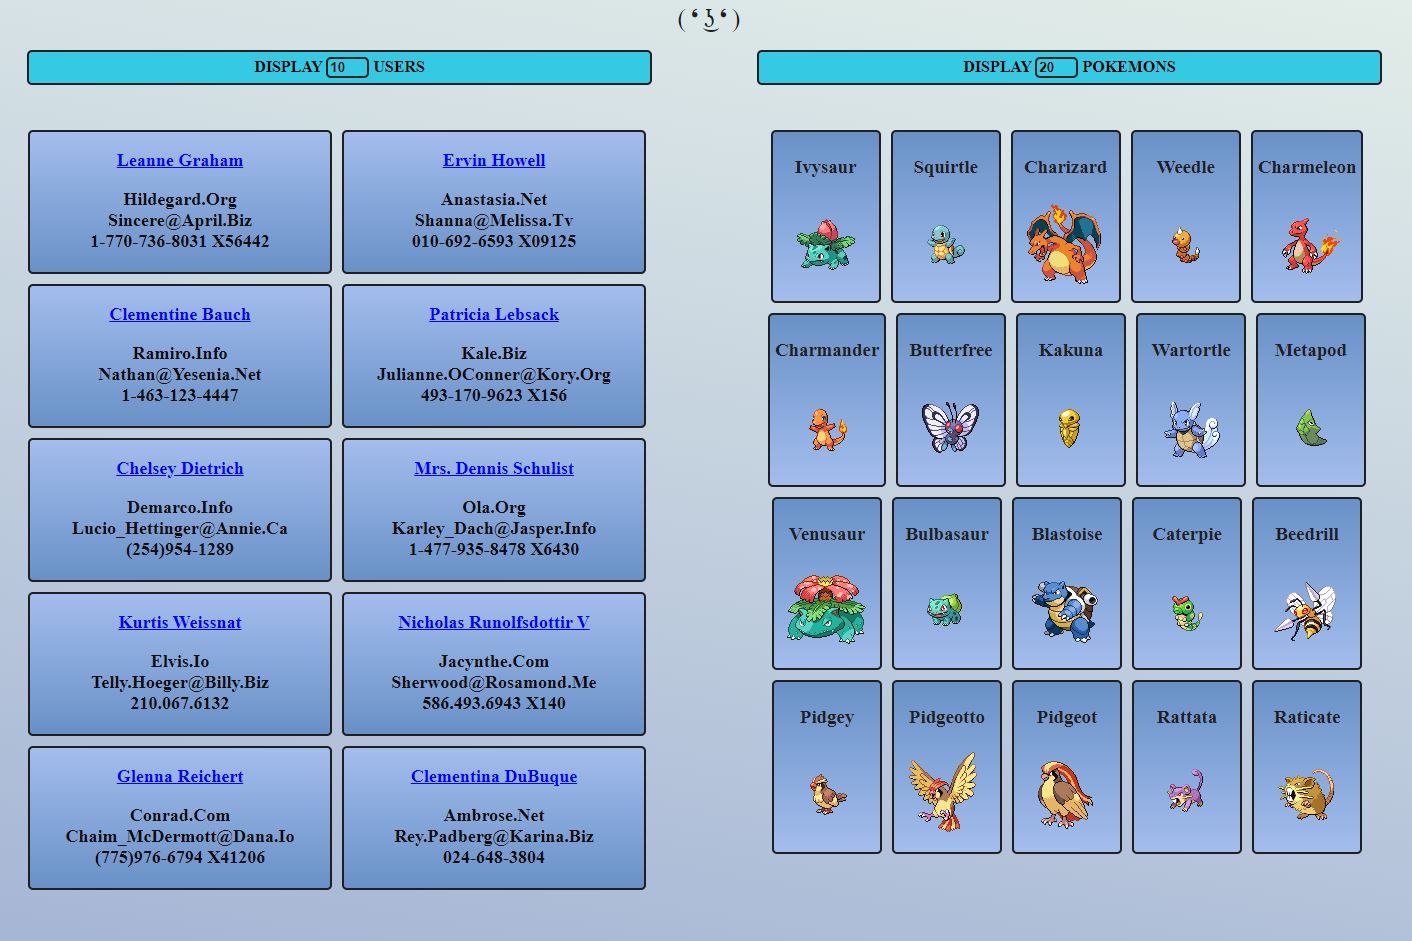 ( ❛ ͜ʖ ❛ )
DISPLAY 10 USERS
Leanne Graham
Hildegard.Org
Sincere@April.Biz
1-770-736-8031 X56442
Ervin Howell
Anastasia.Net
Shanna@Melissa.Tv
010-692-6593 X09125
Clementine Bauch
Ramiro.Info
Nathan@Yesenia.Net
1-463-123-4447
Patricia Lebsack
Kale.Biz
Julianne.OConner@Kory.Org
493-170-9623 X156
Chelsey Dietrich
Demarco.Info
Lucio_Hettinger@Annie.Ca
(254)954-1289
Mrs. Dennis Schulist
Ola.Org
Karley_Dach@Jasper.Info
1-477-935-8478 X6430
Kurtis Weissnat
Elvis.Io
Telly.Hoeger@Billy.Biz
210.067.6132
Nicholas Runolfsdottir V
Jacynthe.Com
Sherwood@Rosamond.Me
586.493.6943 X140
Glenna Reichert
Conrad.Com
Chaim_McDermott@Dana.Io
(775)976-6794 X41206
Clementina DuBuque
Ambrose.Net
Rey.Padberg@Karina.Biz
024-648-3804
DISPLAY 20 POKEMONS
Ivysaur
Squirtle
Charizard
Weedle
Charmeleon
Charmander
Butterfree
Kakuna
Wartortle
Metapod
Venusaur
Bulbasaur
Blastoise
Caterpie
Beedrill
Pidgey
Pidgeotto
Pidgeot
Rattata
Raticate